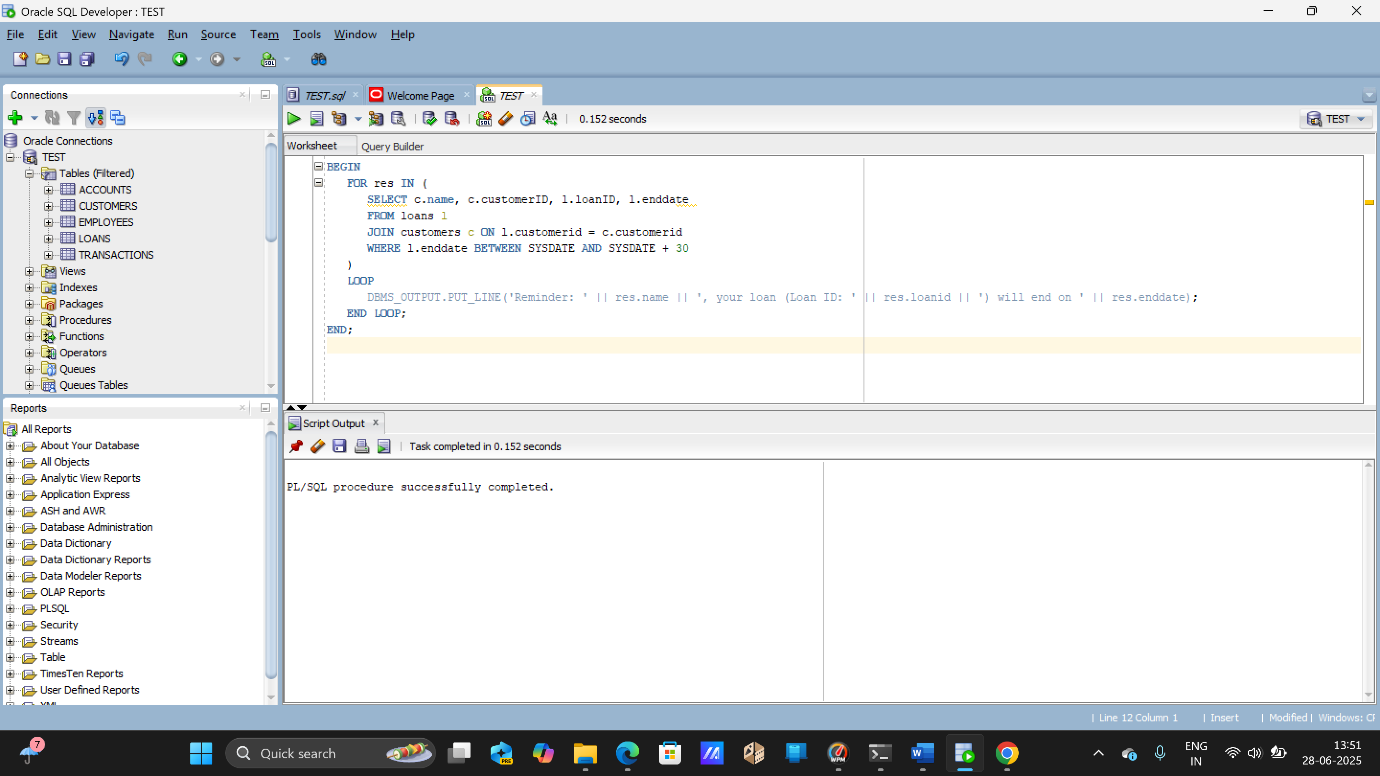 Oracle SQL Developer : TEST
File Edit View Navigate Run Source Team Tools Window Help
Connections
TEST.sql
Welcome Page
TEST
0.152 seconds
TEST
Oracle Connections
TEST
Tables (Filtered)
ACCOUNTS
CUSTOMERS
EMPLOYEES
LOANS
TRANSACTIONS
Views
Indexes
Packages
Procedures
Functions
Operators
Queues
Queues Tables
Worksheet Query Builder
BEGIN
FOR res IN (
SELECT c.name, c.customerID, l.loanID, l.enddate
FROM loans l
JOIN customers c ON l.customerid = c.customerid
WHERE l.enddate BETWEEN SYSDATE AND SYSDATE + 30
)
LOOP
DBMS_OUTPUT.PUT_LINE('Reminder: ' || res.name || ', your loan (Loan ID: ' || res.loanid || ') will end on ' || res.enddate);
END LOOP;
END;
Reports
All Reports
About Your Database
All Objects
Analytic View Reports
Application Express
ASH and AWR
Database Administration
Data Dictionary
Data Dictionary Reports
Data Modeler Reports
OLAP Reports
PLSQL
Security
Streams
Table
TimesTen Reports
User Defined Reports
Script Output
Task completed in 0.152 seconds
PL/SQL procedure successfully completed.
Line 12 Column 1 | Insert | Modified | Windows: CR
7
Quick search
PRE
WPM
ENG
IN
13:51
28-06-2025